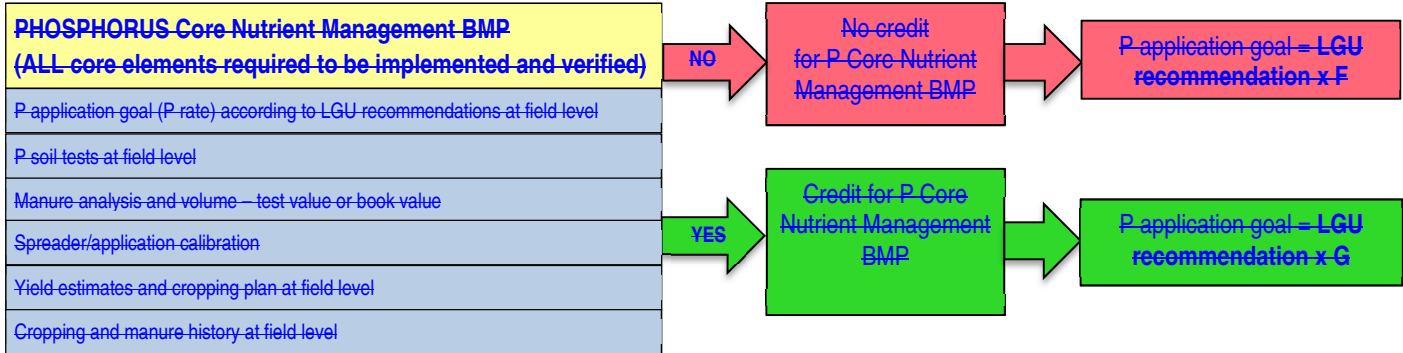 PHOSPHORUS Core Nutrient Management BMP
(ALL core elements required to be implemented and verified)
P application goal (P rate) according to LGU recommendations at field level
P soil tests at field level
Manure analysis and volume – test value or book value
Spreader/application calibration
Yield estimates and cropping plan at field level
Cropping and manure history at field level
NO
No credit
for P Core Nutrient
Management BMP
P application goal = LGU
recommendation x F
YES
Credit for P Core
Nutrient Management
BMP
P application goal = LGU
recommendation x G